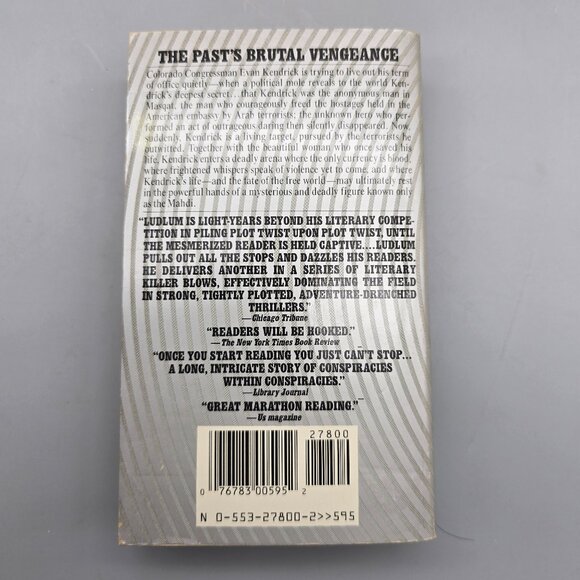 THE PAST'S BRUTAL VENGEANCE
Colorado Congressman Evan Kendrick is trying to live out his term
of office quietly—when a political mole reveals to the world Ken-
drick's deepest secret...that Kendrick was the anonymous man in
Masqat, the man who courageously freed the hostages held in the
American embassy by Arab terrorists; the unknown hero who per-
formed an act of outrageous daring then silently disappeared. Now,
suddenly, Kendrick is a living target, pursued by the terrorists he
outwitted. Together with the beautiful woman who once saved his
life, Kendrick enters a deadly arena where the only currency is blood,
where frightened whispers speak of violence yet to come, and where
Kendrick's life—and the fate of the free world—may ultimately rest
in the powerful hands of a mysterious and deadly figure known only
as the Mahdi.
"LUDLUM IS LIGHT-YEARS BEYOND HIS LITERARY COMPE-
TITION IN PILING PLOT TWIST UPON PLOT TWIST, UNTIL
THE MESMERIZED READER IS HELD CAPTIVE....LUDLUM
PULLS OUT ALL THE STOPS AND DAZZLES HIS READERS.
HE DELIVERS ANOTHER IN A SERIES OF LITERARY
KILLER BLOWS, EFFECTIVELY DOMINATING THE FIELD
IN STRONG, TIGHTLY PLOTTED, ADVENTURE-DRENCHED
THRILLERS."
—Chicago Tribune
"READERS WILL BE HOOKED."
—The New York Times Book Review
"ONCE YOU START READING YOU JUST CAN'T STOP...
A LONG, INTRICATE STORY OF CONSPIRACIES
WITHIN CONSPIRACIES."
—Library Journal
"GREAT MARATHON READING."
—Us magazine
27800
0 76783 00595 2
N 0-553-27800-2>>595